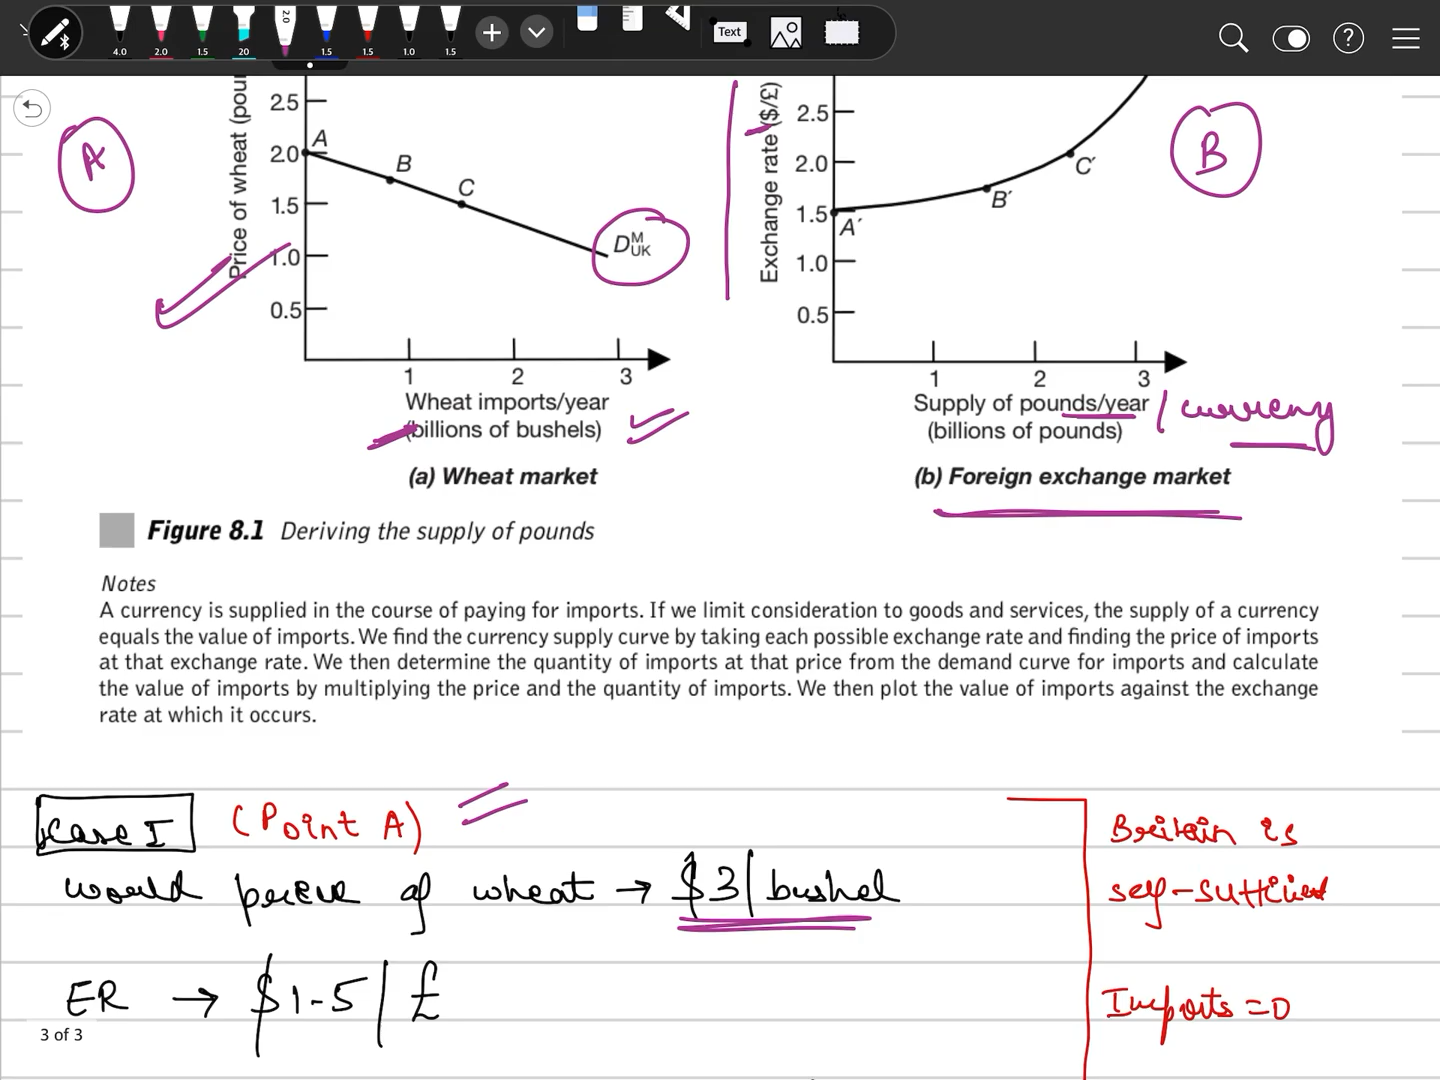 4.0 2.0 1.5 20 2.0 1.5 1.5 1.0 1.5 Text
A
Price of wheat (pour
2.5
2.0
1.5
1.0
0.5
A
B
C
D M UK
1 2 3
Wheat imports/year
(billions of bushels)
(a) Wheat market
Exchange rate ($/£)
2.5
2.0
1.5
1.0
0.5
A′
B′
C′
B
1 2 3
Supply of pounds/year / currency
(billions of pounds)
(b) Foreign exchange market
Figure 8.1 Deriving the supply of pounds
Notes
A currency is supplied in the course of paying for imports. If we limit consideration to goods and services, the supply of a currency
equals the value of imports. We find the currency supply curve by taking each possible exchange rate and finding the price of imports
at that exchange rate. We then determine the quantity of imports at that price from the demand curve for imports and calculate
the value of imports by multiplying the price and the quantity of imports. We then plot the value of imports against the exchange
rate at which it occurs.
Case I (Point A)
would price of wheat → $3/bushel
ER → $1-5/£
Britain is
self-sufficient
Imports = 0
3 of 3